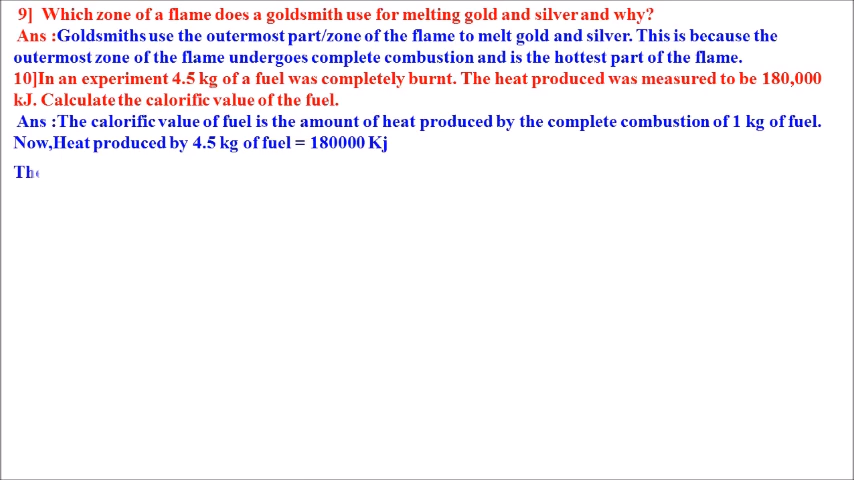 9] Which zone of a flame does a goldsmith use for melting gold and silver and why?
Ans :Goldsmiths use the outermost part/zone of the flame to melt gold and silver. This is because the
outermost zone of the flame undergoes complete combustion and is the hottest part of the flame.
10]In an experiment 4.5 kg of a fuel was completely burnt. The heat produced was measured to be 180,000
kJ. Calculate the calorific value of the fuel.
Ans :The calorific value of fuel is the amount of heat produced by the complete combustion of 1 kg of fuel.
Now,Heat produced by 4.5 kg of fuel = 180000 Kj